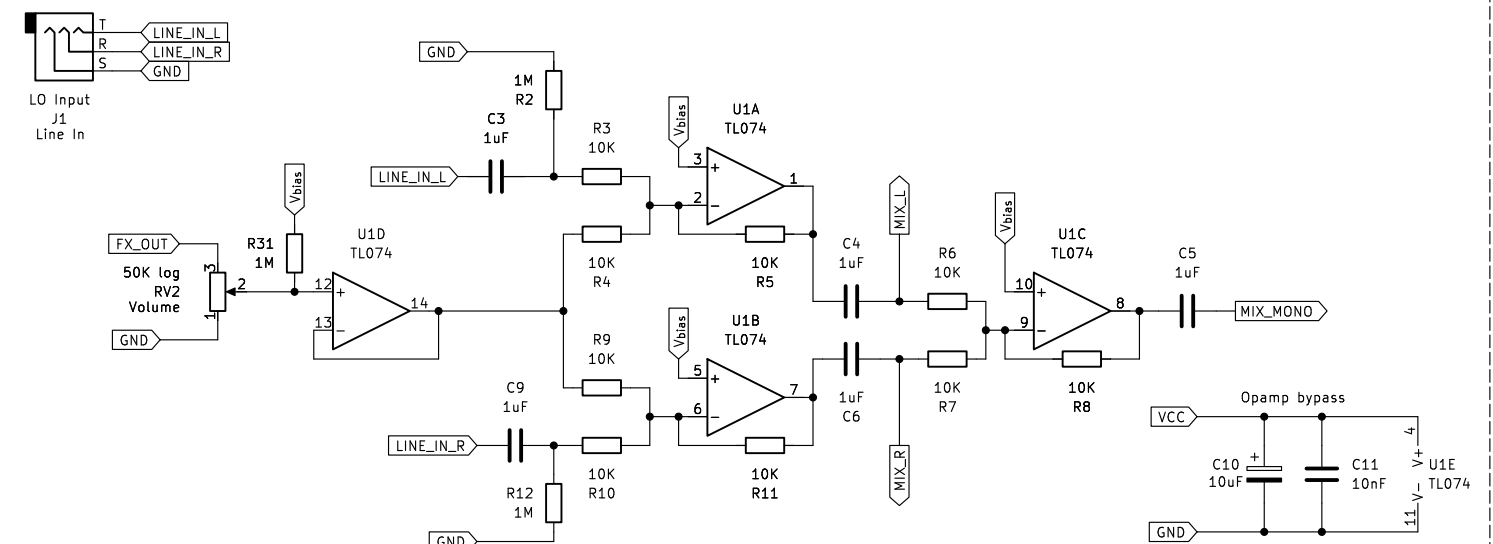 T
LINE_IN_L
R
LINE_IN_R
S
GND
LO Input
J1
Line In
GND
1M
R2
C3
1uF
LINE_IN_L
R3
10K
Vbias
U1A
TL074
3
+
2
−
1
10K
R4
10K
R5
Vbias
FX_OUT
R31
1M
U1D
TL074
50K log
RV2
Volume
3
2
1
GND
12
+
13
−
14
MIX_L
C4
1uF
R6
10K
Vbias
U1C
TL074
10
+
9
−
8
C5
1uF
MIX_MONO
R9
10K
Vbias
U1B
TL074
5
+
6
−
7
1uF
C6
10K
R7
10K
R8
C9
1uF
LINE_IN_R
10K
R10
10K
R11
R12
1M
GND
MIX_R
Opamp bypass
VCC
C10
10uF
+
C11
10nF
4
V+
U1E
TL074
V−
11
GND